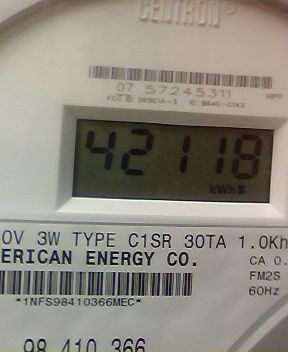 CENTRON®
07 57245311
42118
kWh
0V 3W TYPE C1SR 30TA 1.0Kh
ERICAN ENERGY CO.
CA 0.
FM2S
60Hz
*1NFS98410366MEC*
98 410 366